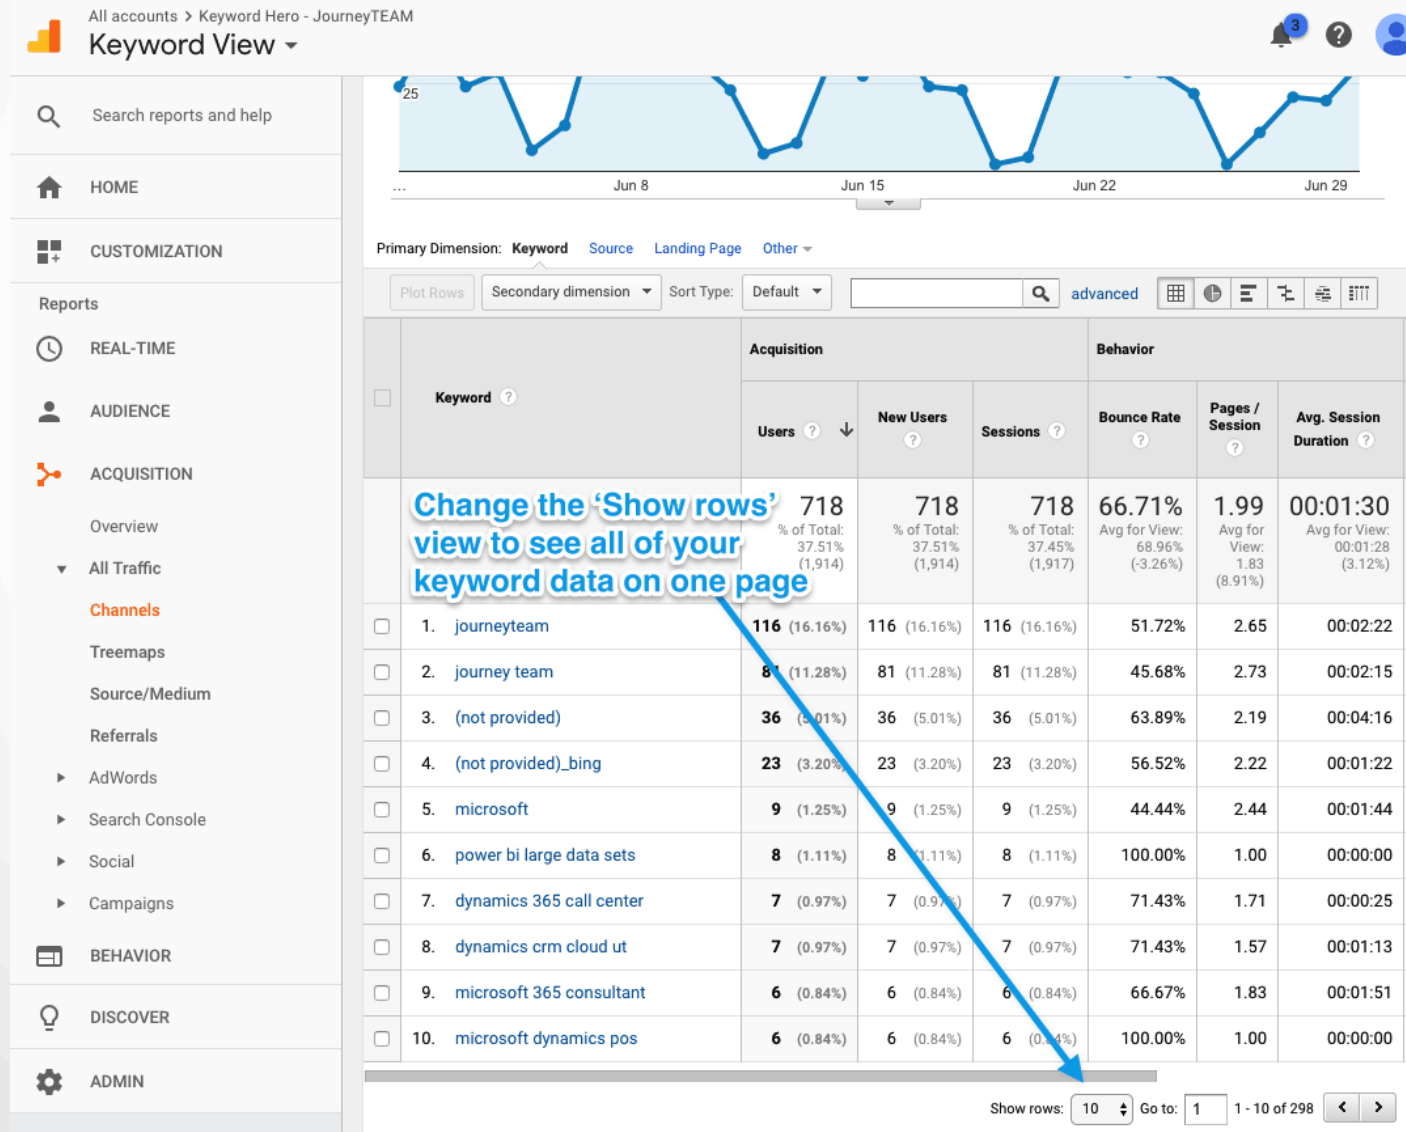 All accounts > Keyword Hero - JourneyTEAM
Keyword View
3
Search reports and help
HOME
CUSTOMIZATION
Reports
REAL-TIME
AUDIENCE
ACQUISITION
Overview
All Traffic
Channels
Treemaps
Source/Medium
Referrals
AdWords
Search Console
Social
Campaigns
BEHAVIOR
DISCOVER
ADMIN
25
... Jun 8 Jun 15 Jun 22 Jun 29
Primary Dimension: Keyword Source Landing Page Other
Plot Rows Secondary dimension Sort Type: Default advanced
Acquisition Behavior
Keyword ? Users ? New Users ? Sessions ? Bounce Rate ? Pages / Session ? Avg. Session Duration ?
Change the ‘Show rows’
view to see all of your
keyword data on one page
718 718 718 66.71% 1.99 00:01:30
% of Total: 37.51% (1,914) % of Total: 37.51% (1,914) % of Total: 37.45% (1,917) Avg for View: 68.96% (-3.26%) Avg for View: 1.83 (8.91%) Avg for View: 00:01:28 (3.12%)
1. journeyteam 116 (16.16%) 116 (16.16%) 116 (16.16%) 51.72% 2.65 00:02:22
2. journey team 81 (11.28%) 81 (11.28%) 81 (11.28%) 45.68% 2.73 00:02:15
3. (not provided) 36 (5.01%) 36 (5.01%) 36 (5.01%) 63.89% 2.19 00:04:16
4. (not provided)_bing 23 (3.20%) 23 (3.20%) 23 (3.20%) 56.52% 2.22 00:01:22
5. microsoft 9 (1.25%) 9 (1.25%) 9 (1.25%) 44.44% 2.44 00:01:44
6. power bi large data sets 8 (1.11%) 8 (1.11%) 8 (1.11%) 100.00% 1.00 00:00:00
7. dynamics 365 call center 7 (0.97%) 7 (0.97%) 7 (0.97%) 71.43% 1.71 00:00:25
8. dynamics crm cloud ut 7 (0.97%) 7 (0.97%) 7 (0.97%) 71.43% 1.57 00:01:13
9. microsoft 365 consultant 6 (0.84%) 6 (0.84%) 6 (0.84%) 66.67% 1.83 00:01:51
10. microsoft dynamics pos 6 (0.84%) 6 (0.84%) 6 (0.84%) 100.00% 1.00 00:00:00
Show rows: 10 Go to: 1 1 - 10 of 298